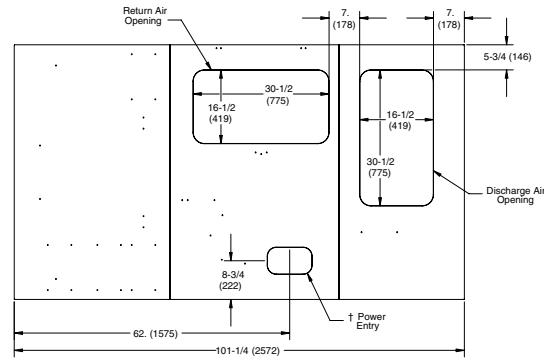 Return Air
Opening
7.
(178)
7.
(178)
5-3/4 (146)
30-1/2
(775)
16-1/2
(419)
16-1/2
(419)
30-1/2
(775)
Discharge Air
Opening
8-3/4
(222)
† Power
Entry
62. (1575)
101-1/4 (2572)